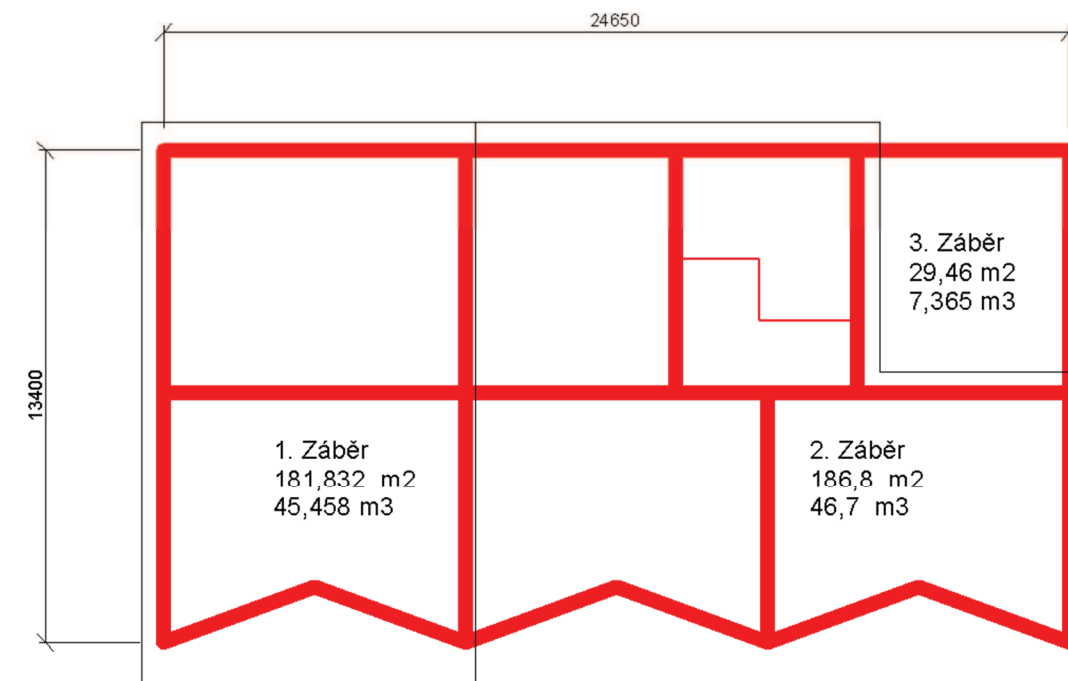 24650
13400
3. Záběr
29,46 m2
7,365 m3
1. Záběr
181,832 m2
45,458 m3
2. Záběr
186,8 m2
46,7 m3